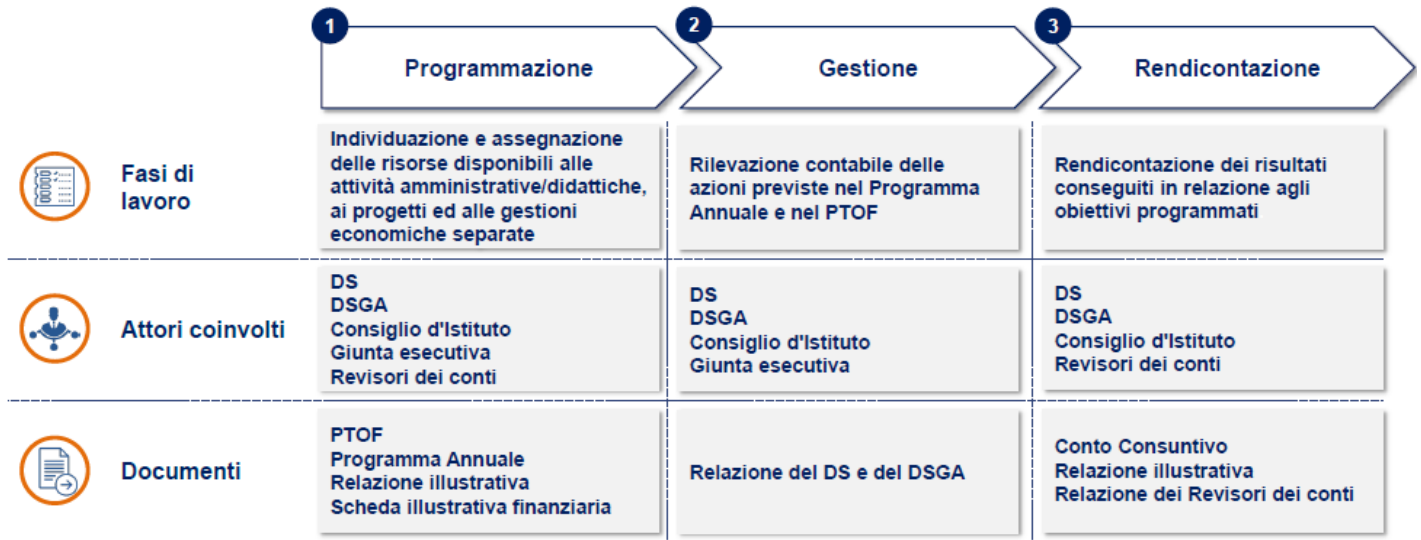 1
Programmazione
2
Gestione
3
Rendicontazione
Fasi di
lavoro
Individuazione e assegnazione
delle risorse disponibili alle
attività amministrative/didattiche,
ai progetti ed alle gestioni
economiche separate
Rilevazione contabile delle
azioni previste nel Programma
Annuale e nel PTOF
Rendicontazione dei risultati
conseguiti in relazione agli
obiettivi programmati
Attori coinvolti
DS
DSGA
Consiglio d'Istituto
Giunta esecutiva
Revisori dei conti
DS
DSGA
Consiglio d'Istituto
Giunta esecutiva
DS
DSGA
Consiglio d'Istituto
Revisori dei conti
Documenti
PTOF
Programma Annuale
Relazione illustrativa
Scheda illustrativa finanziaria
Relazione del DS e del DSGA
Conto Consuntivo
Relazione illustrativa
Relazione dei Revisori dei conti